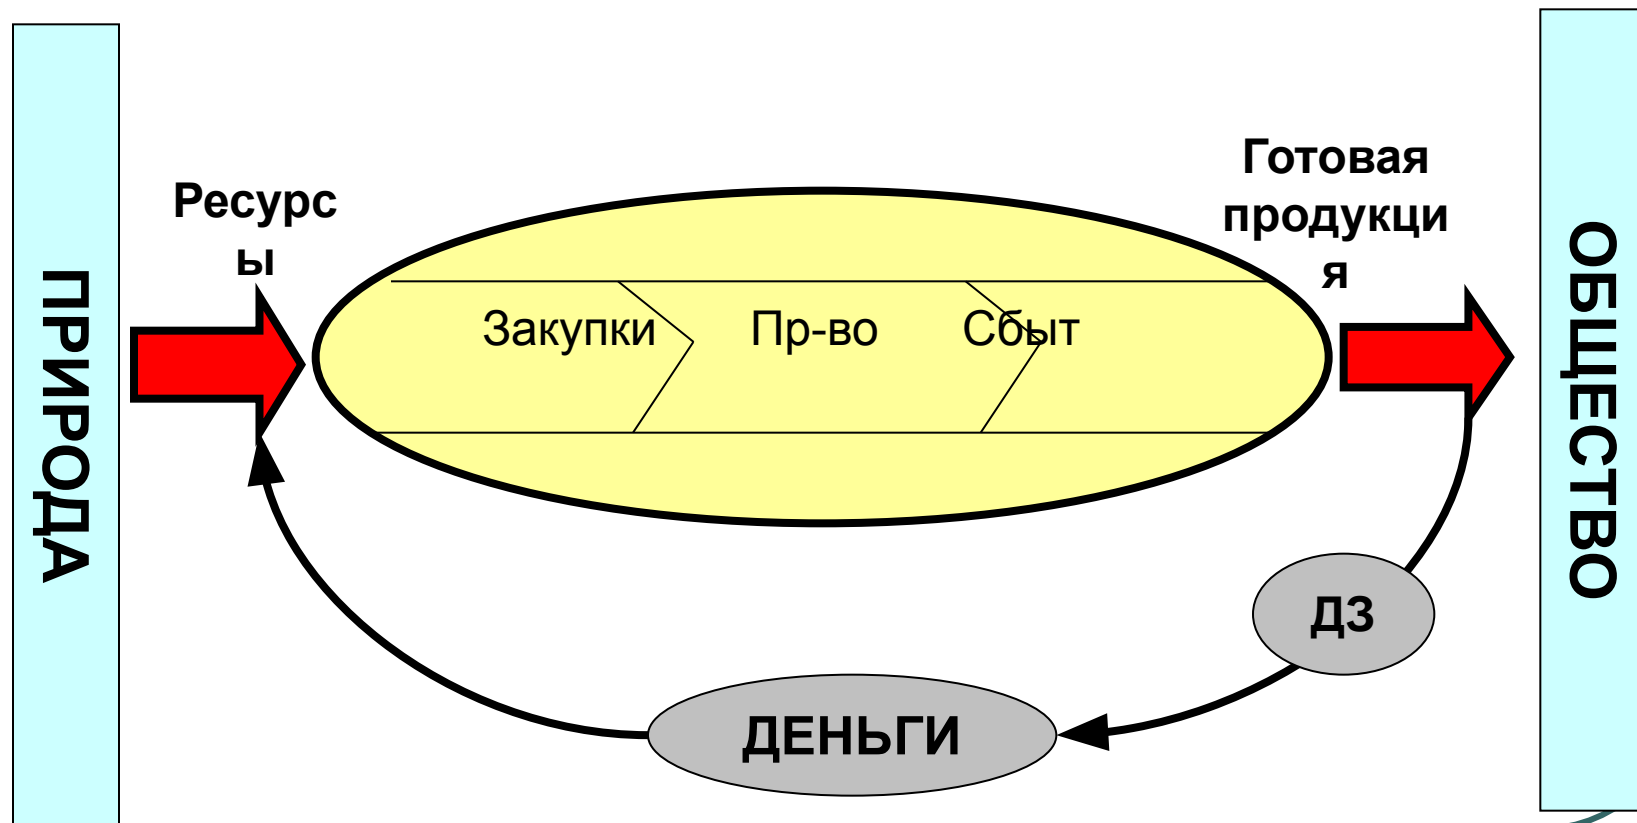 ПРИРОДА
Ресурс
ы
Закупки Пр-во Сбыт
Готовая
продукци
я
ОБЩЕСТВО
ДЗ
ДЕНЬГИ